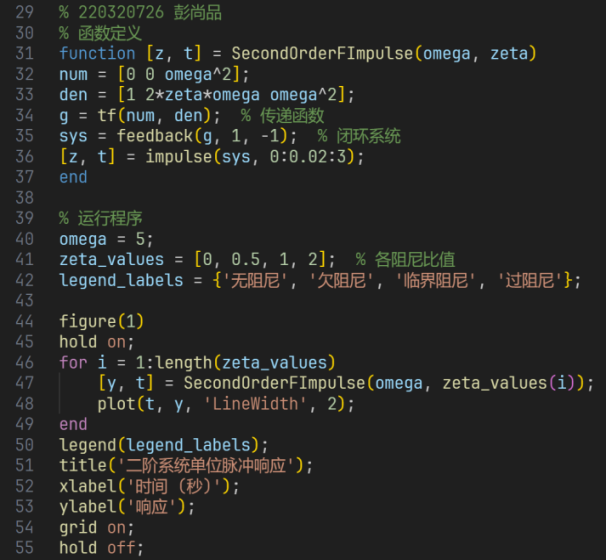 29 % 220320726 彭尚品
30 % 函数定义
31 function [z, t] = SecondOrderFImpulse(omega, zeta)
32 num = [0 0 omega^2];
33 den = [1 2*zeta*omega omega^2];
34 g = tf(num, den);  % 传递函数
35 sys = feedback(g, 1, -1);  % 闭环系统
36 [z, t] = impulse(sys, 0:0.02:3);
37 end
38
39 % 运行程序
40 omega = 5;
41 zeta_values = [0, 0.5, 1, 2];  % 各阻尼比值
42 legend_labels = {'无阻尼', '欠阻尼', '临界阻尼', '过阻尼'};
43
44 figure(1)
45 hold on;
46 for i = 1:length(zeta_values)
47     [y, t] = SecondOrderFImpulse(omega, zeta_values(i));
48     plot(t, y, 'LineWidth', 2);
49 end
50 legend(legend_labels);
51 title('二阶系统单位脉冲响应');
52 xlabel('时间 (秒)');
53 ylabel('响应');
54 grid on;
55 hold off;